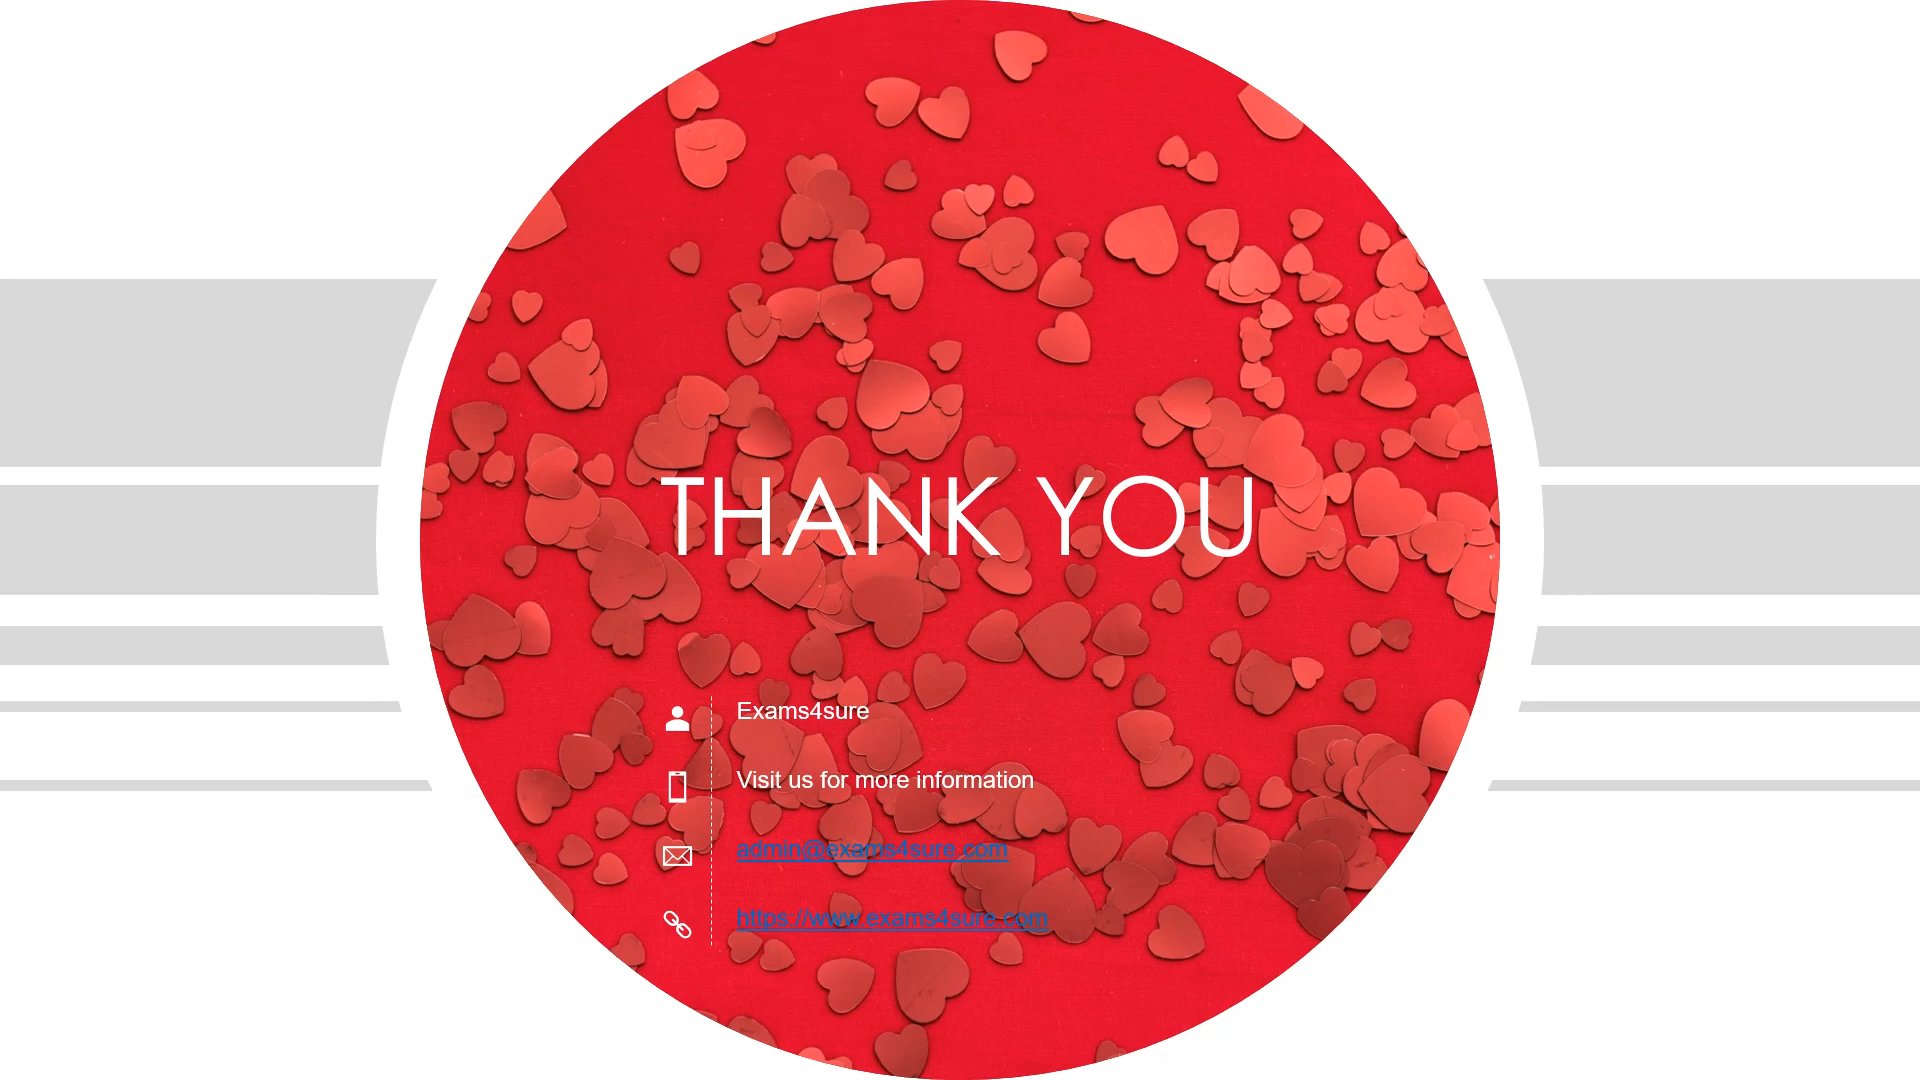 THANK YOU
Exams4sure
Visit us for more information
admin@exams4sure.com
https://www.exams4sure.com